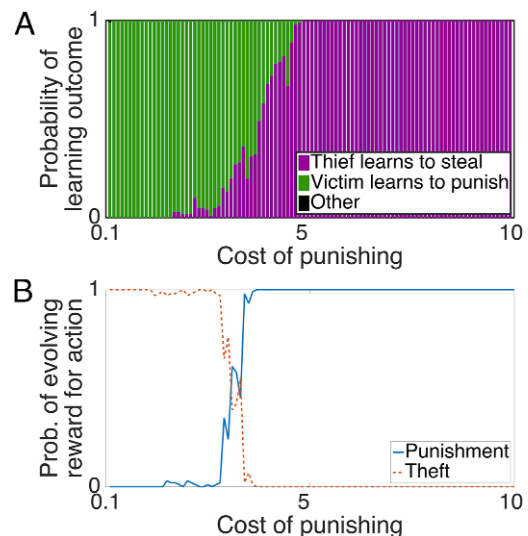 A
1
Probability of
learning outcome
Thief learns to steal
Victim learns to punish
Other
0
0.1
5
10
Cost of punishing
B
1
Prob. of evolving
reward for action
Punishment
Theft
0
0.1
5
10
Cost of punishing